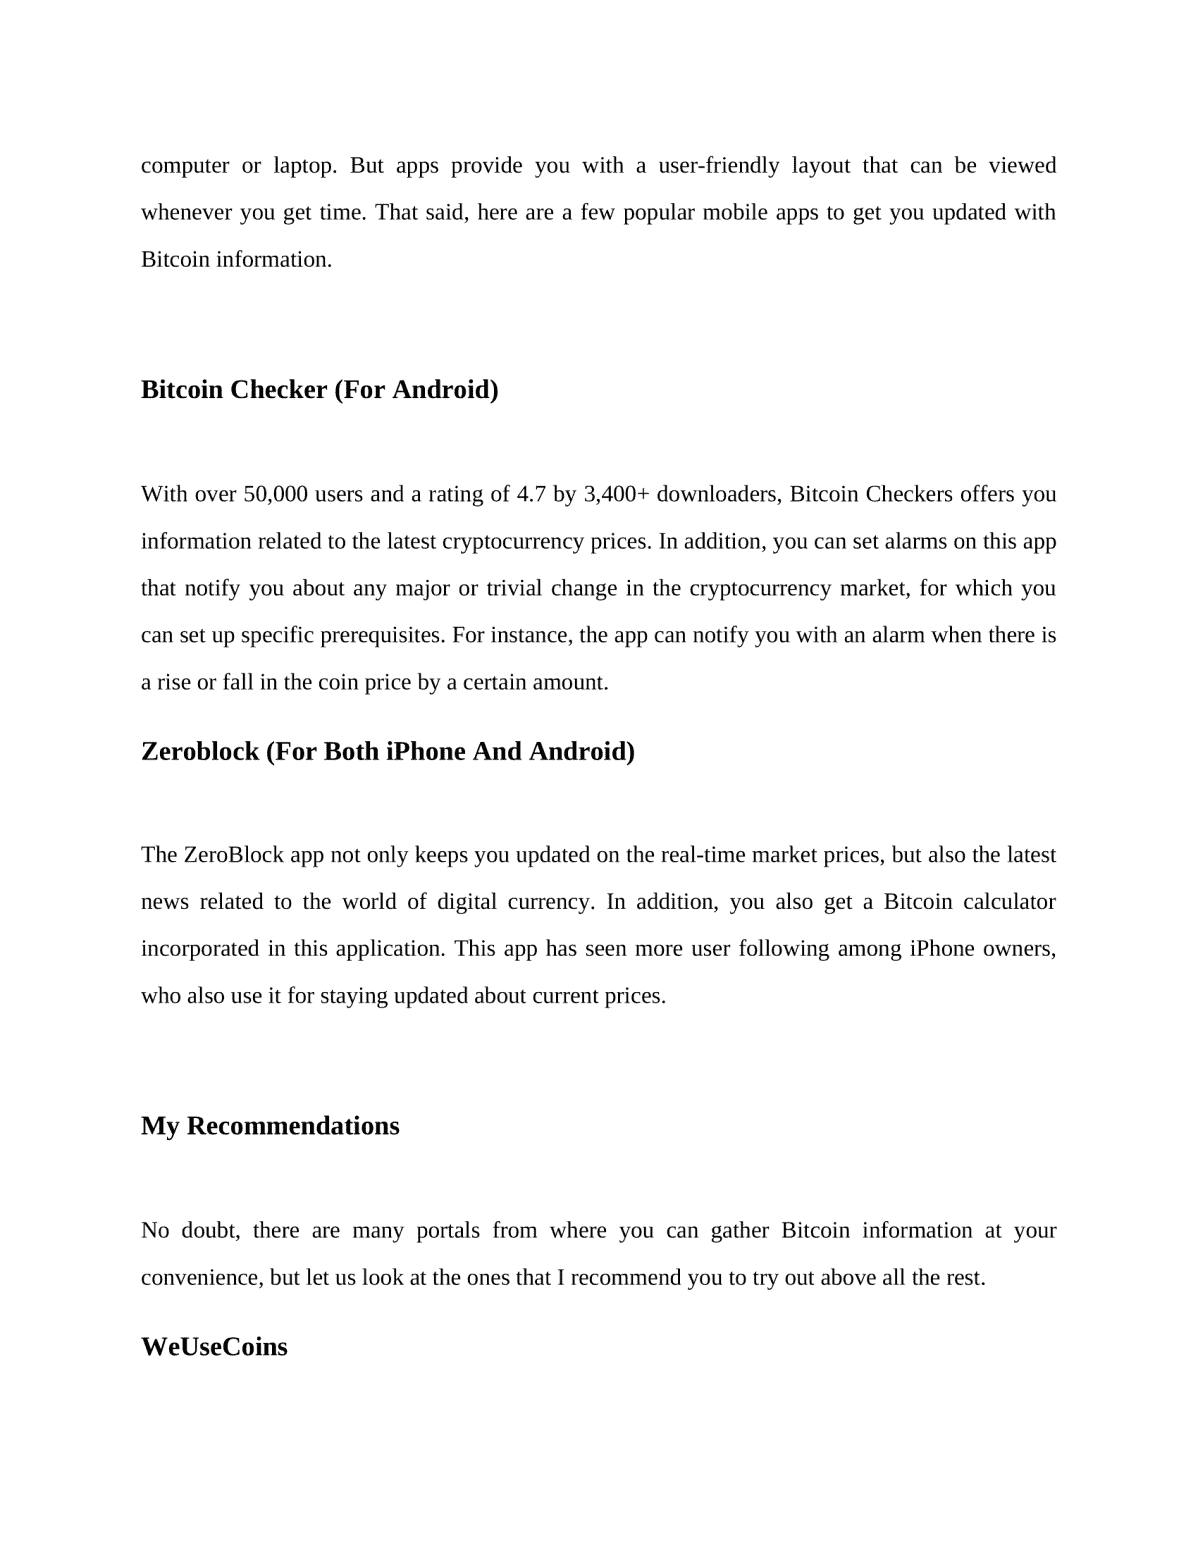 computer or laptop. But apps provide you with a user-friendly layout that can be viewed
whenever you get time. That said, here are a few popular mobile apps to get you updated with
Bitcoin information.
Bitcoin Checker (For Android)
With over 50,000 users and a rating of 4.7 by 3,400+ downloaders, Bitcoin Checkers offers you
information related to the latest cryptocurrency prices. In addition, you can set alarms on this app
that notify you about any major or trivial change in the cryptocurrency market, for which you
can set up specific prerequisites. For instance, the app can notify you with an alarm when there is
a rise or fall in the coin price by a certain amount.
Zeroblock (For Both iPhone And Android)
The ZeroBlock app not only keeps you updated on the real-time market prices, but also the latest
news related to the world of digital currency. In addition, you also get a Bitcoin calculator
incorporated in this application. This app has seen more user following among iPhone owners,
who also use it for staying updated about current prices.
My Recommendations
No doubt, there are many portals from where you can gather Bitcoin information at your
convenience, but let us look at the ones that I recommend you to try out above all the rest.
WeUseCoins